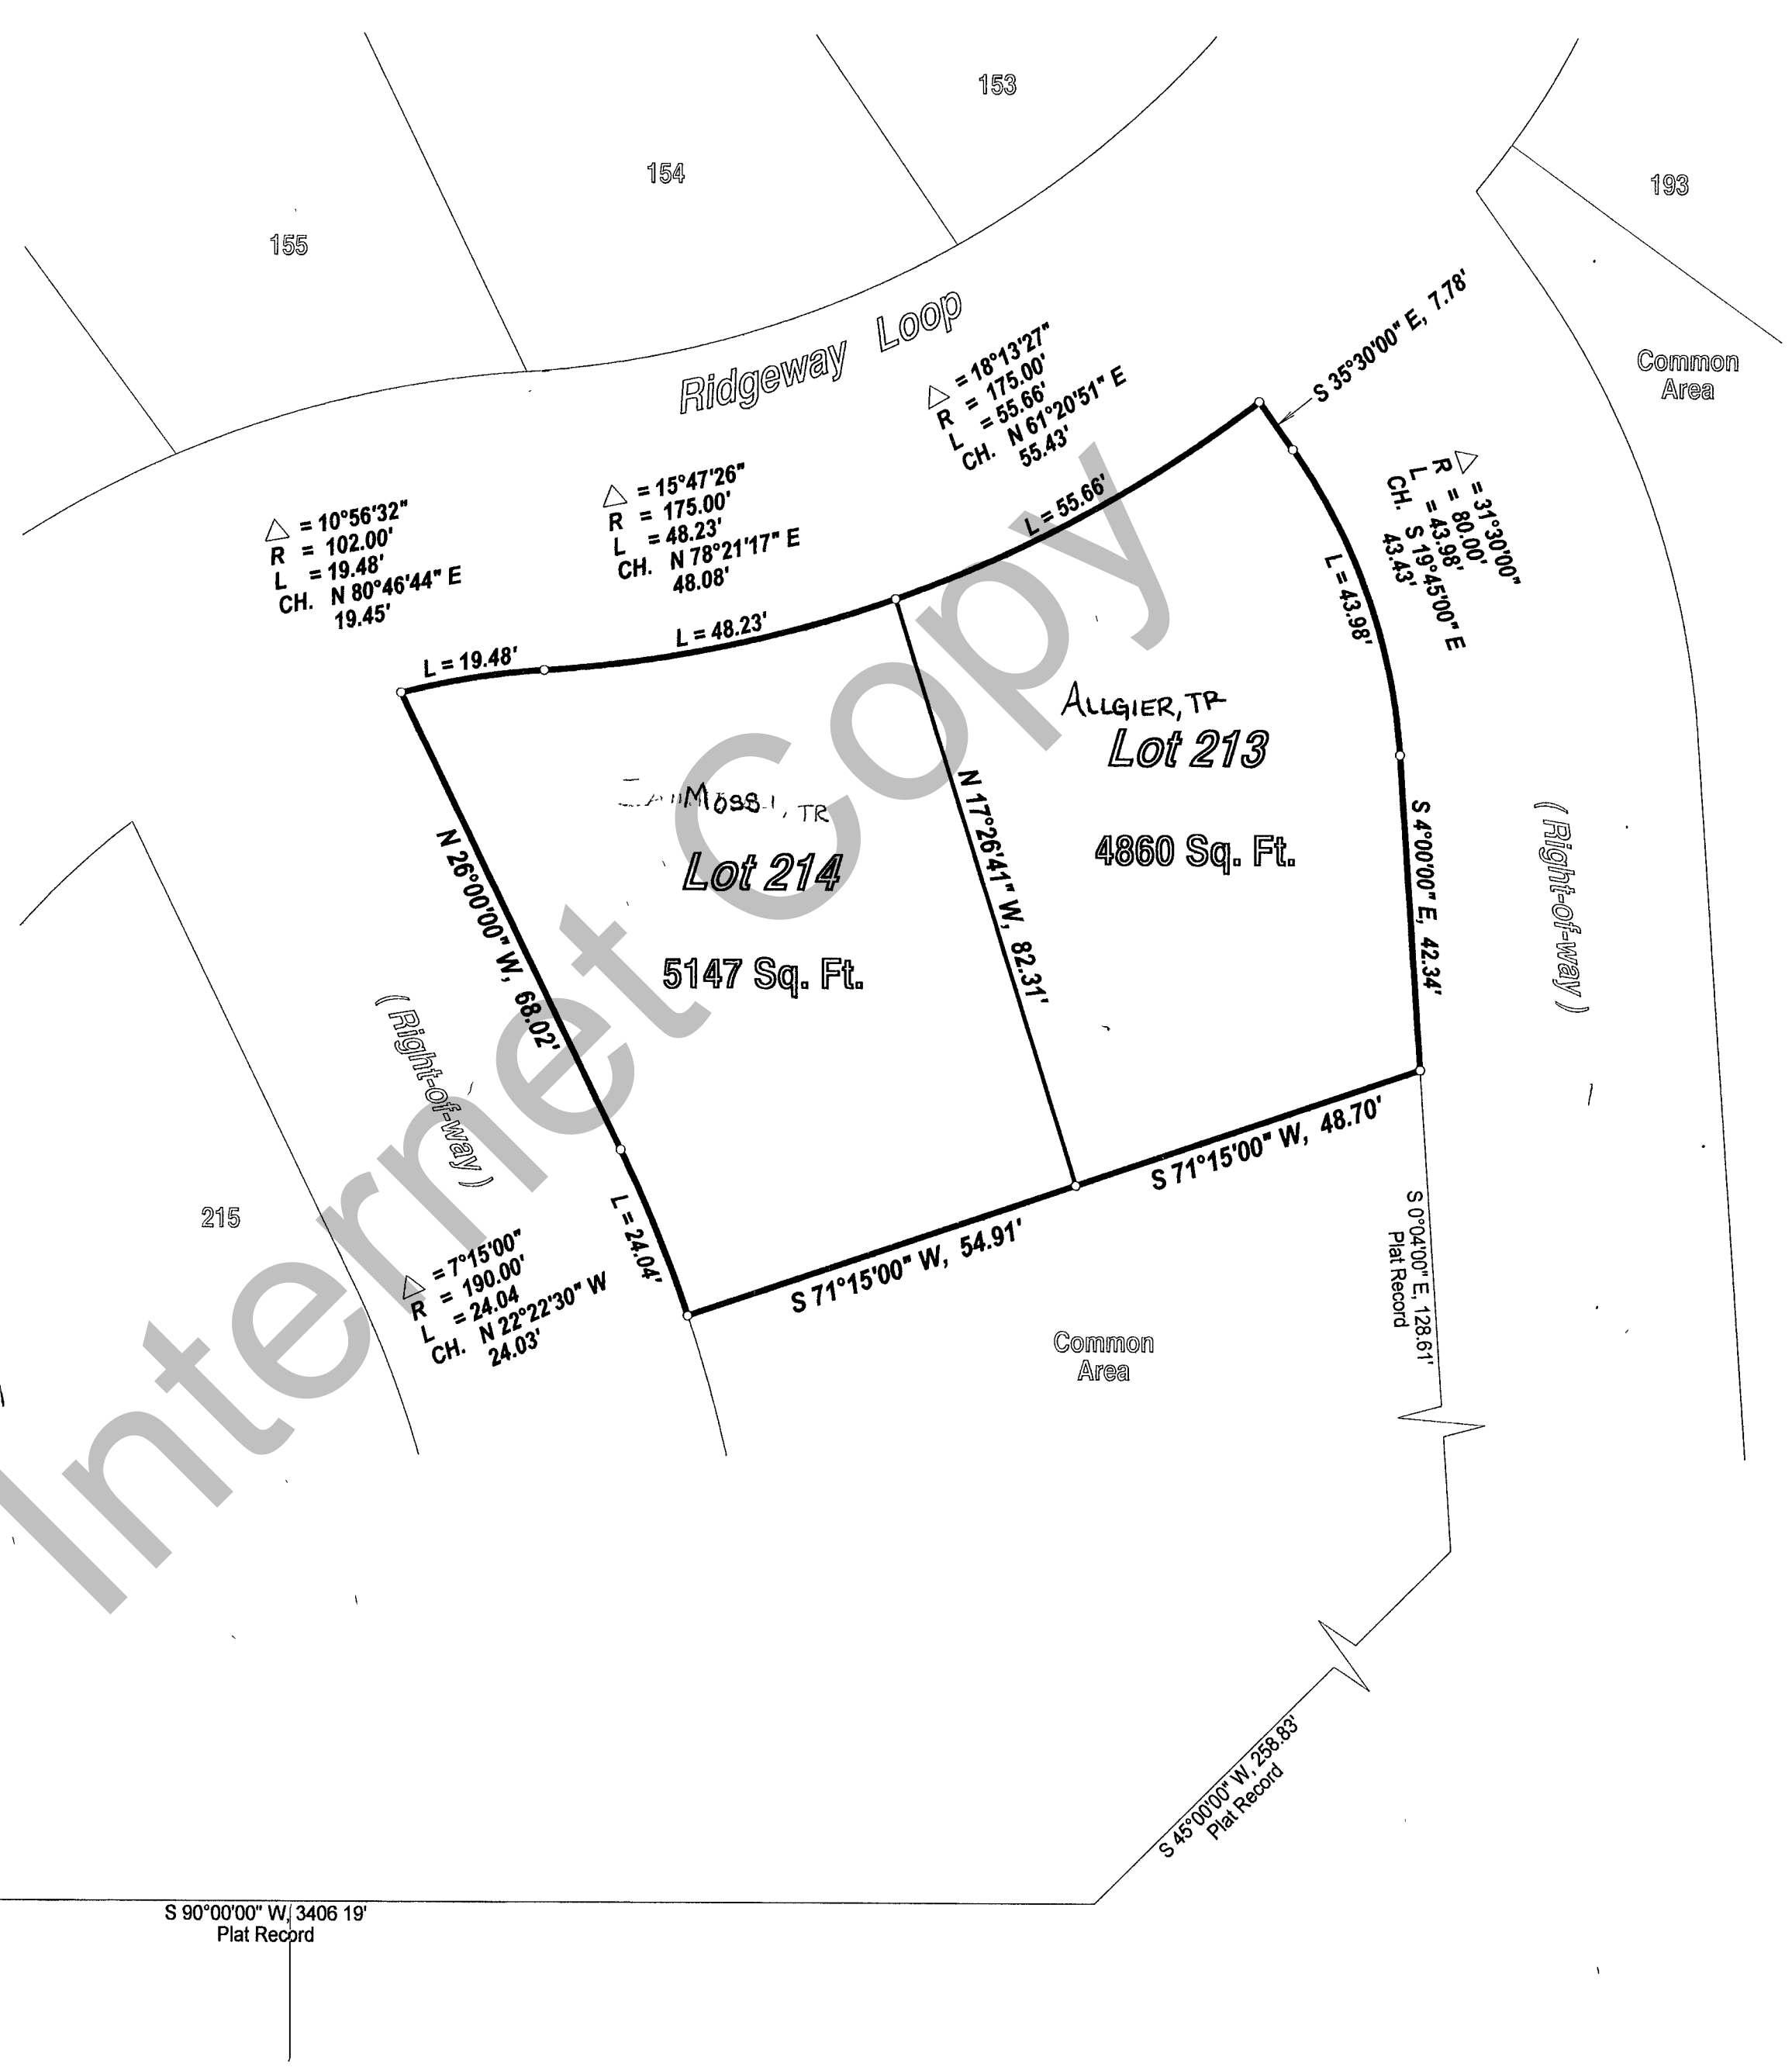 153
154
193
155
Common
Area
Ridgeway Loop
△ = 18°13'27"
R = 175.00'
L = 55.66'
CH. N 61°20'51" E
55.43'
S 35°30'00" E, 7.78'
△ = 15°47'26"
R = 175.00'
L = 48.23'
CH. N 78°21'17" E
48.08'
△ = 10°56'32"
R = 102.00'
L = 19.48'
CH. N 80°46'44" E
19.45'
△ = 31°30'00"
R = 80.00'
L = 43.98'
CH. S 19°45'00" E
43.43'
L = 55.66'
L = 43.98'
L = 48.23'
L = 19.48'
ALLGIER, TR
Lot 213
4860 Sq. Ft.
TR
Lot 214
5147 Sq. Ft.
N 17°26'41" W, 82.31'
N 26°00'00" W, 68.02'
S 4°00'00" E, 42.34'
( Right-of-way )
( Right-of-way )
215
L = 24.04'
△ = 7°15'00"
R = 190.00'
L = 24.04
CH. N 22°22'30" W
24.03'
S 71°15'00" W, 48.70'
S 71°15'00" W, 54.91'
Common
Area
S 0°04'00" E, 128.61'
Plat Record
S 45°00'00" W, 258.83'
Plat Record
S 90°00'00" W, 3406 19'
Plat Record
Internet Copy